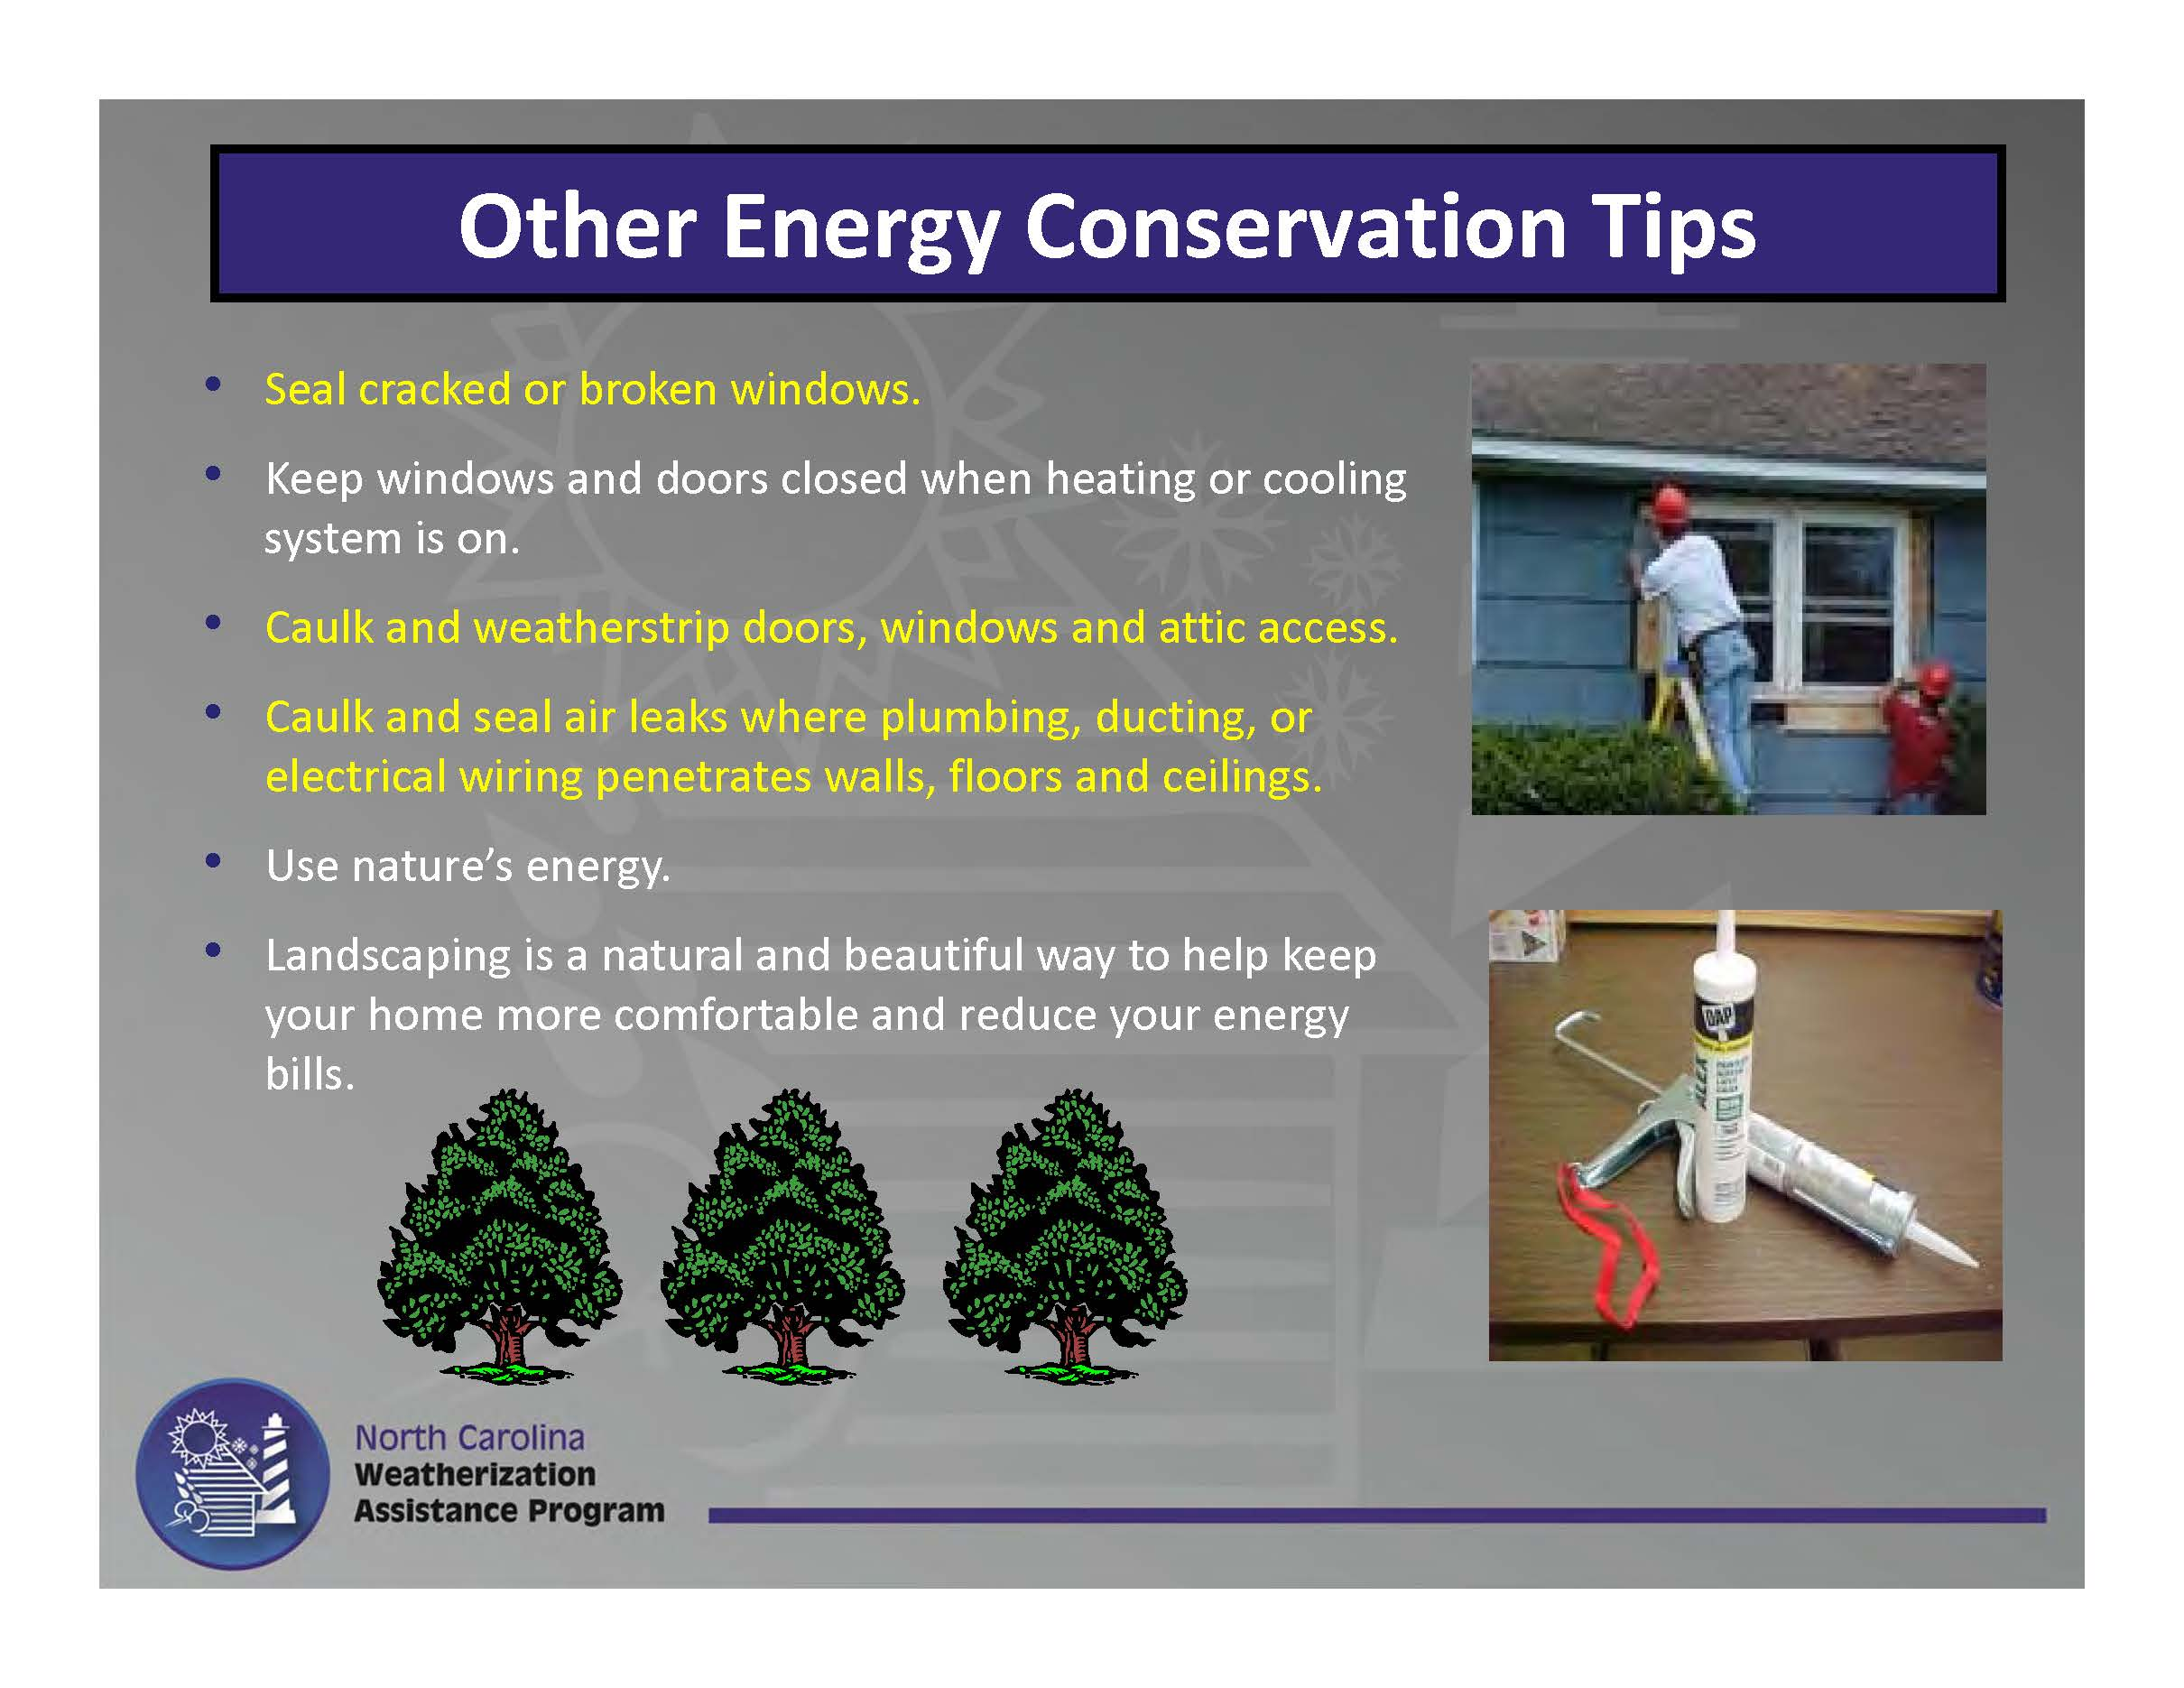 Other Energy Conservation Tips
• Seal cracked or broken windows.
• Keep windows and doors closed when heating or cooling
system is on.
• Caulk and weatherstrip doors, windows and attic access.
• Caulk and seal air leaks where plumbing, ducting, or
electrical wiring penetrates walls, floors and ceilings.
• Use nature’s energy.
• Landscaping is a natural and beautiful way to help keep
your home more comfortable and reduce your energy
bills.
DAP
ALEX
North Carolina
Weatherization
Assistance Program